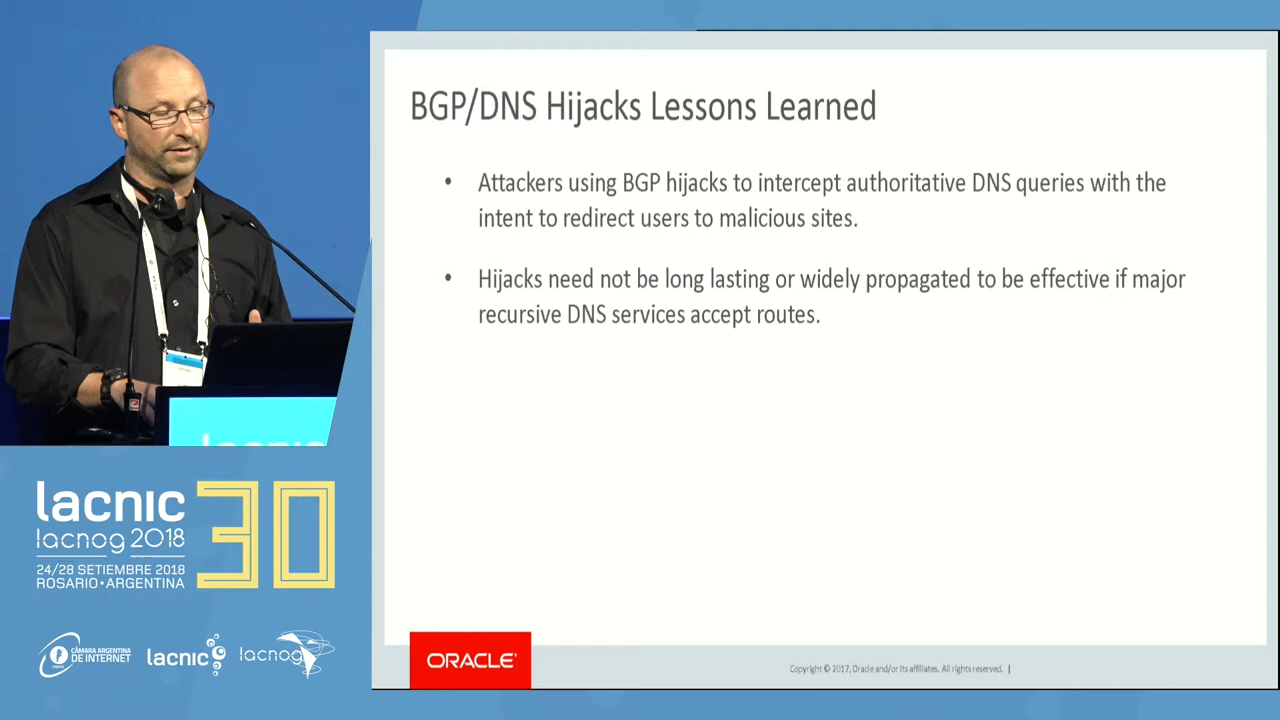 BGP/DNS Hijacks Lessons Learned
• Attackers using BGP hijacks to intercept authoritative DNS queries with the
intent to redirect users to malicious sites.
• Hijacks need not be long lasting or widely propagated to be effective if major
recursive DNS services accept routes.
lacnic 30
lacnog 2018
24/28 SETIEMBRE 2018
ROSARIO • ARGENTINA
CÁMARA ARGENTINA
DE INTERNET
lacnic
lacnog
ORACLE
Copyright © 2017, Oracle and/or its affiliates. All rights reserved. |